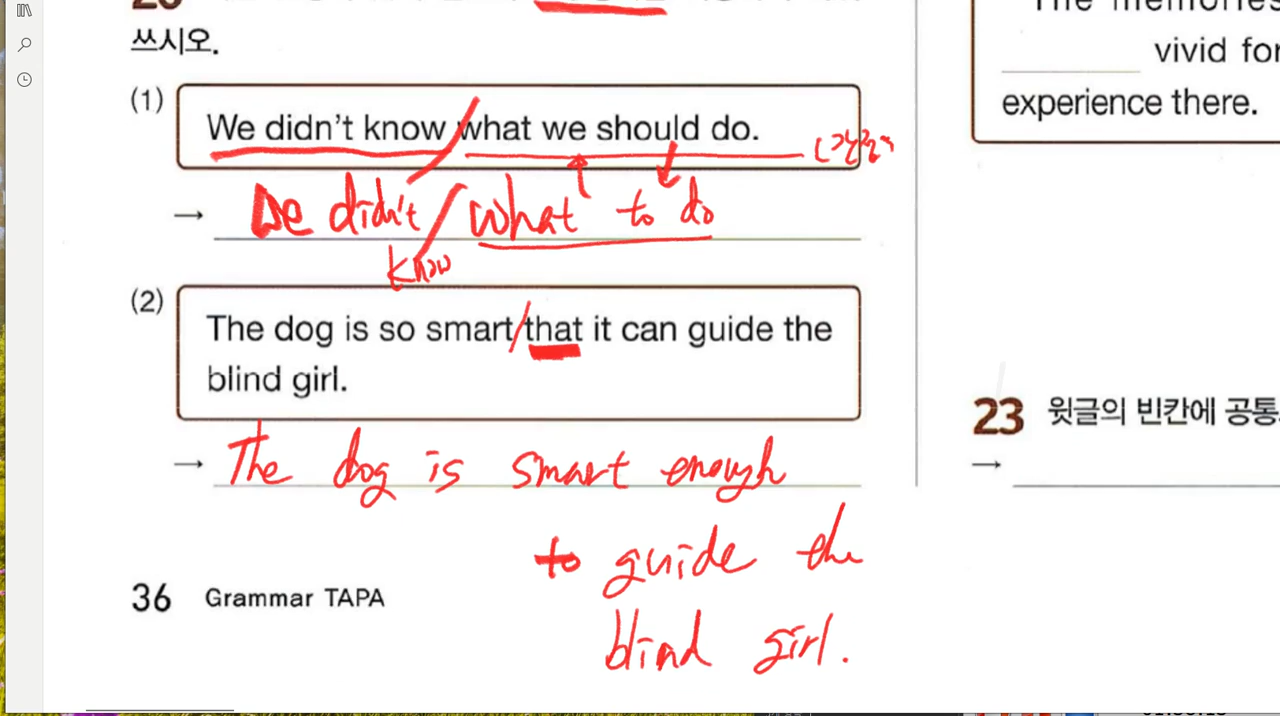 쓰시오.
(1)
We didn't know what we should do.
→ We didn't what to do
know
(2)
The dog is so smart that it can guide the
blind girl.
→ The dog is smart enough
to guide the
blind girl.
36 Grammar TAPA
vivid for
experience there.
23 윗글의 빈칸에 공통
→